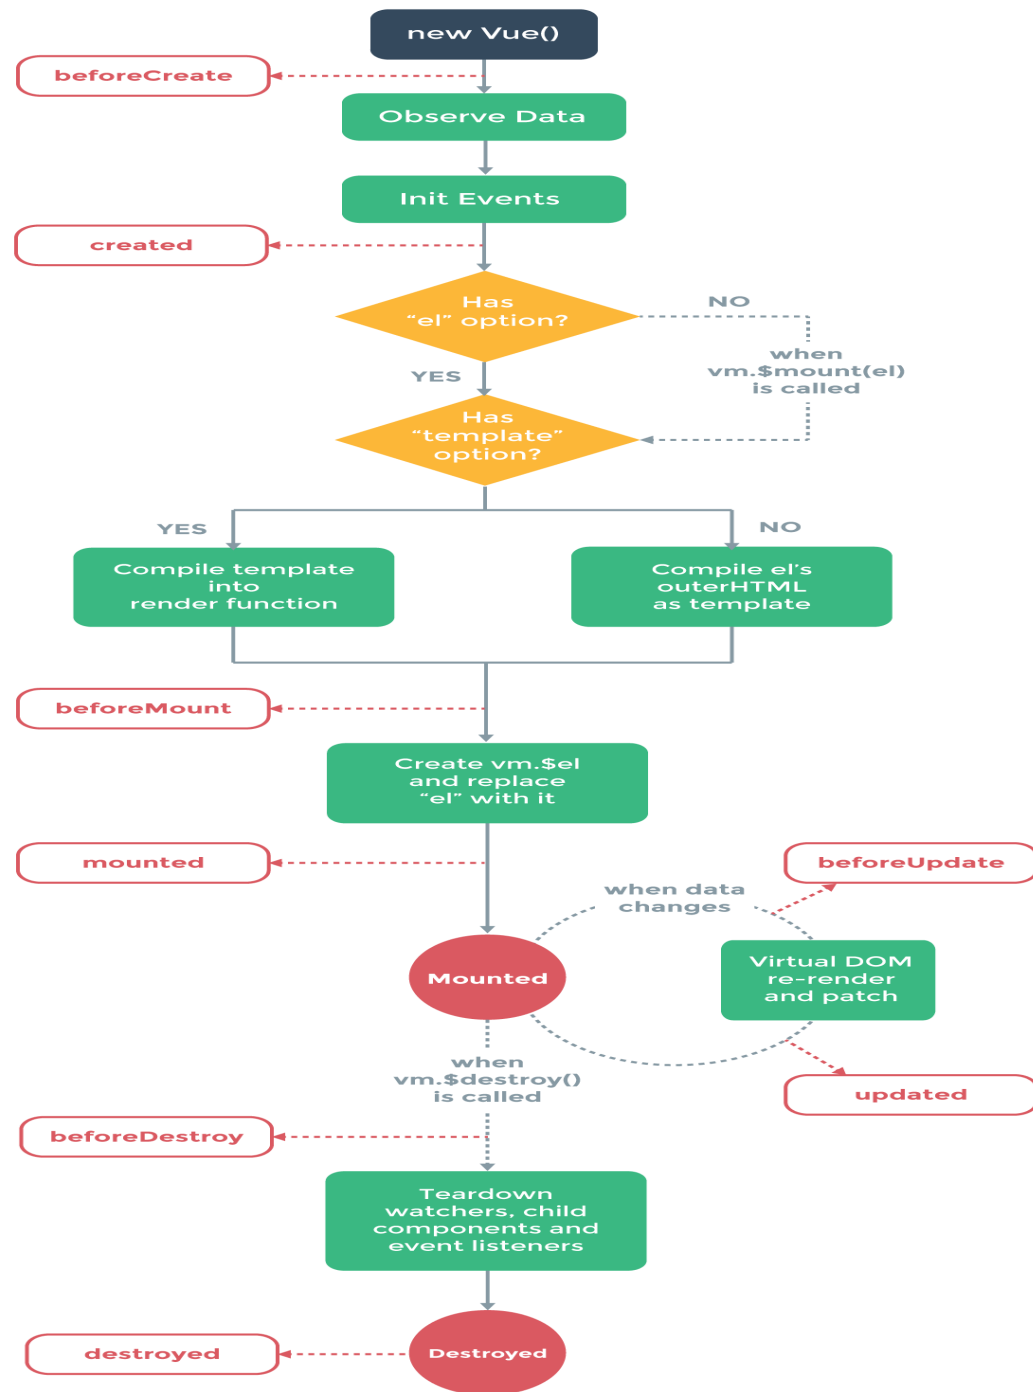 new Vue()
beforeCreate
Observe Data
Init Events
created
Has
“el” option?
NO
when
vm.$mount(el)
is called
YES
Has
“template”
option?
YES
NO
Compile template
into
render function
Compile el’s
outerHTML
as template
beforeMount
Create vm.$el
and replace
“el” with it
mounted
beforeUpdate
when data
changes
Mounted
Virtual DOM
re-render
and patch
when
vm.$destroy()
is called
updated
beforeDestroy
Teardown
watchers, child
components and
event listeners
Destroyed
destroyed